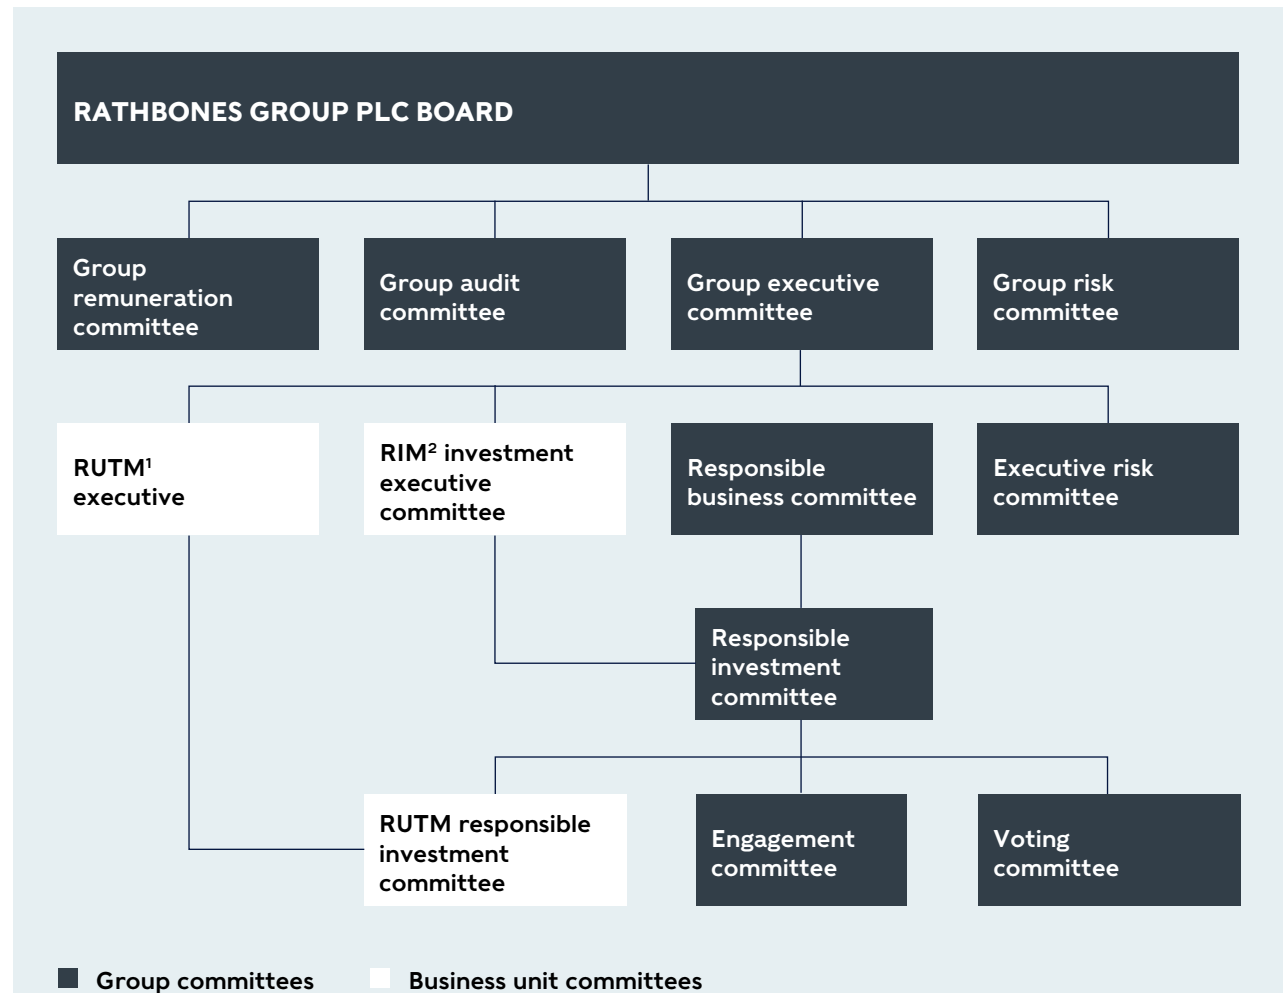 RATHBONES GROUP PLC BOARD
Group
remuneration
committee
Group audit
committee
Group executive
committee
Group risk
committee
RUTM¹
executive
RIM² investment
executive
committee
Responsible
business committee
Executive risk
committee
Responsible
investment
committee
RUTM responsible
investment
committee
Engagement
committee
Voting
committee
Group committees
Business unit committees